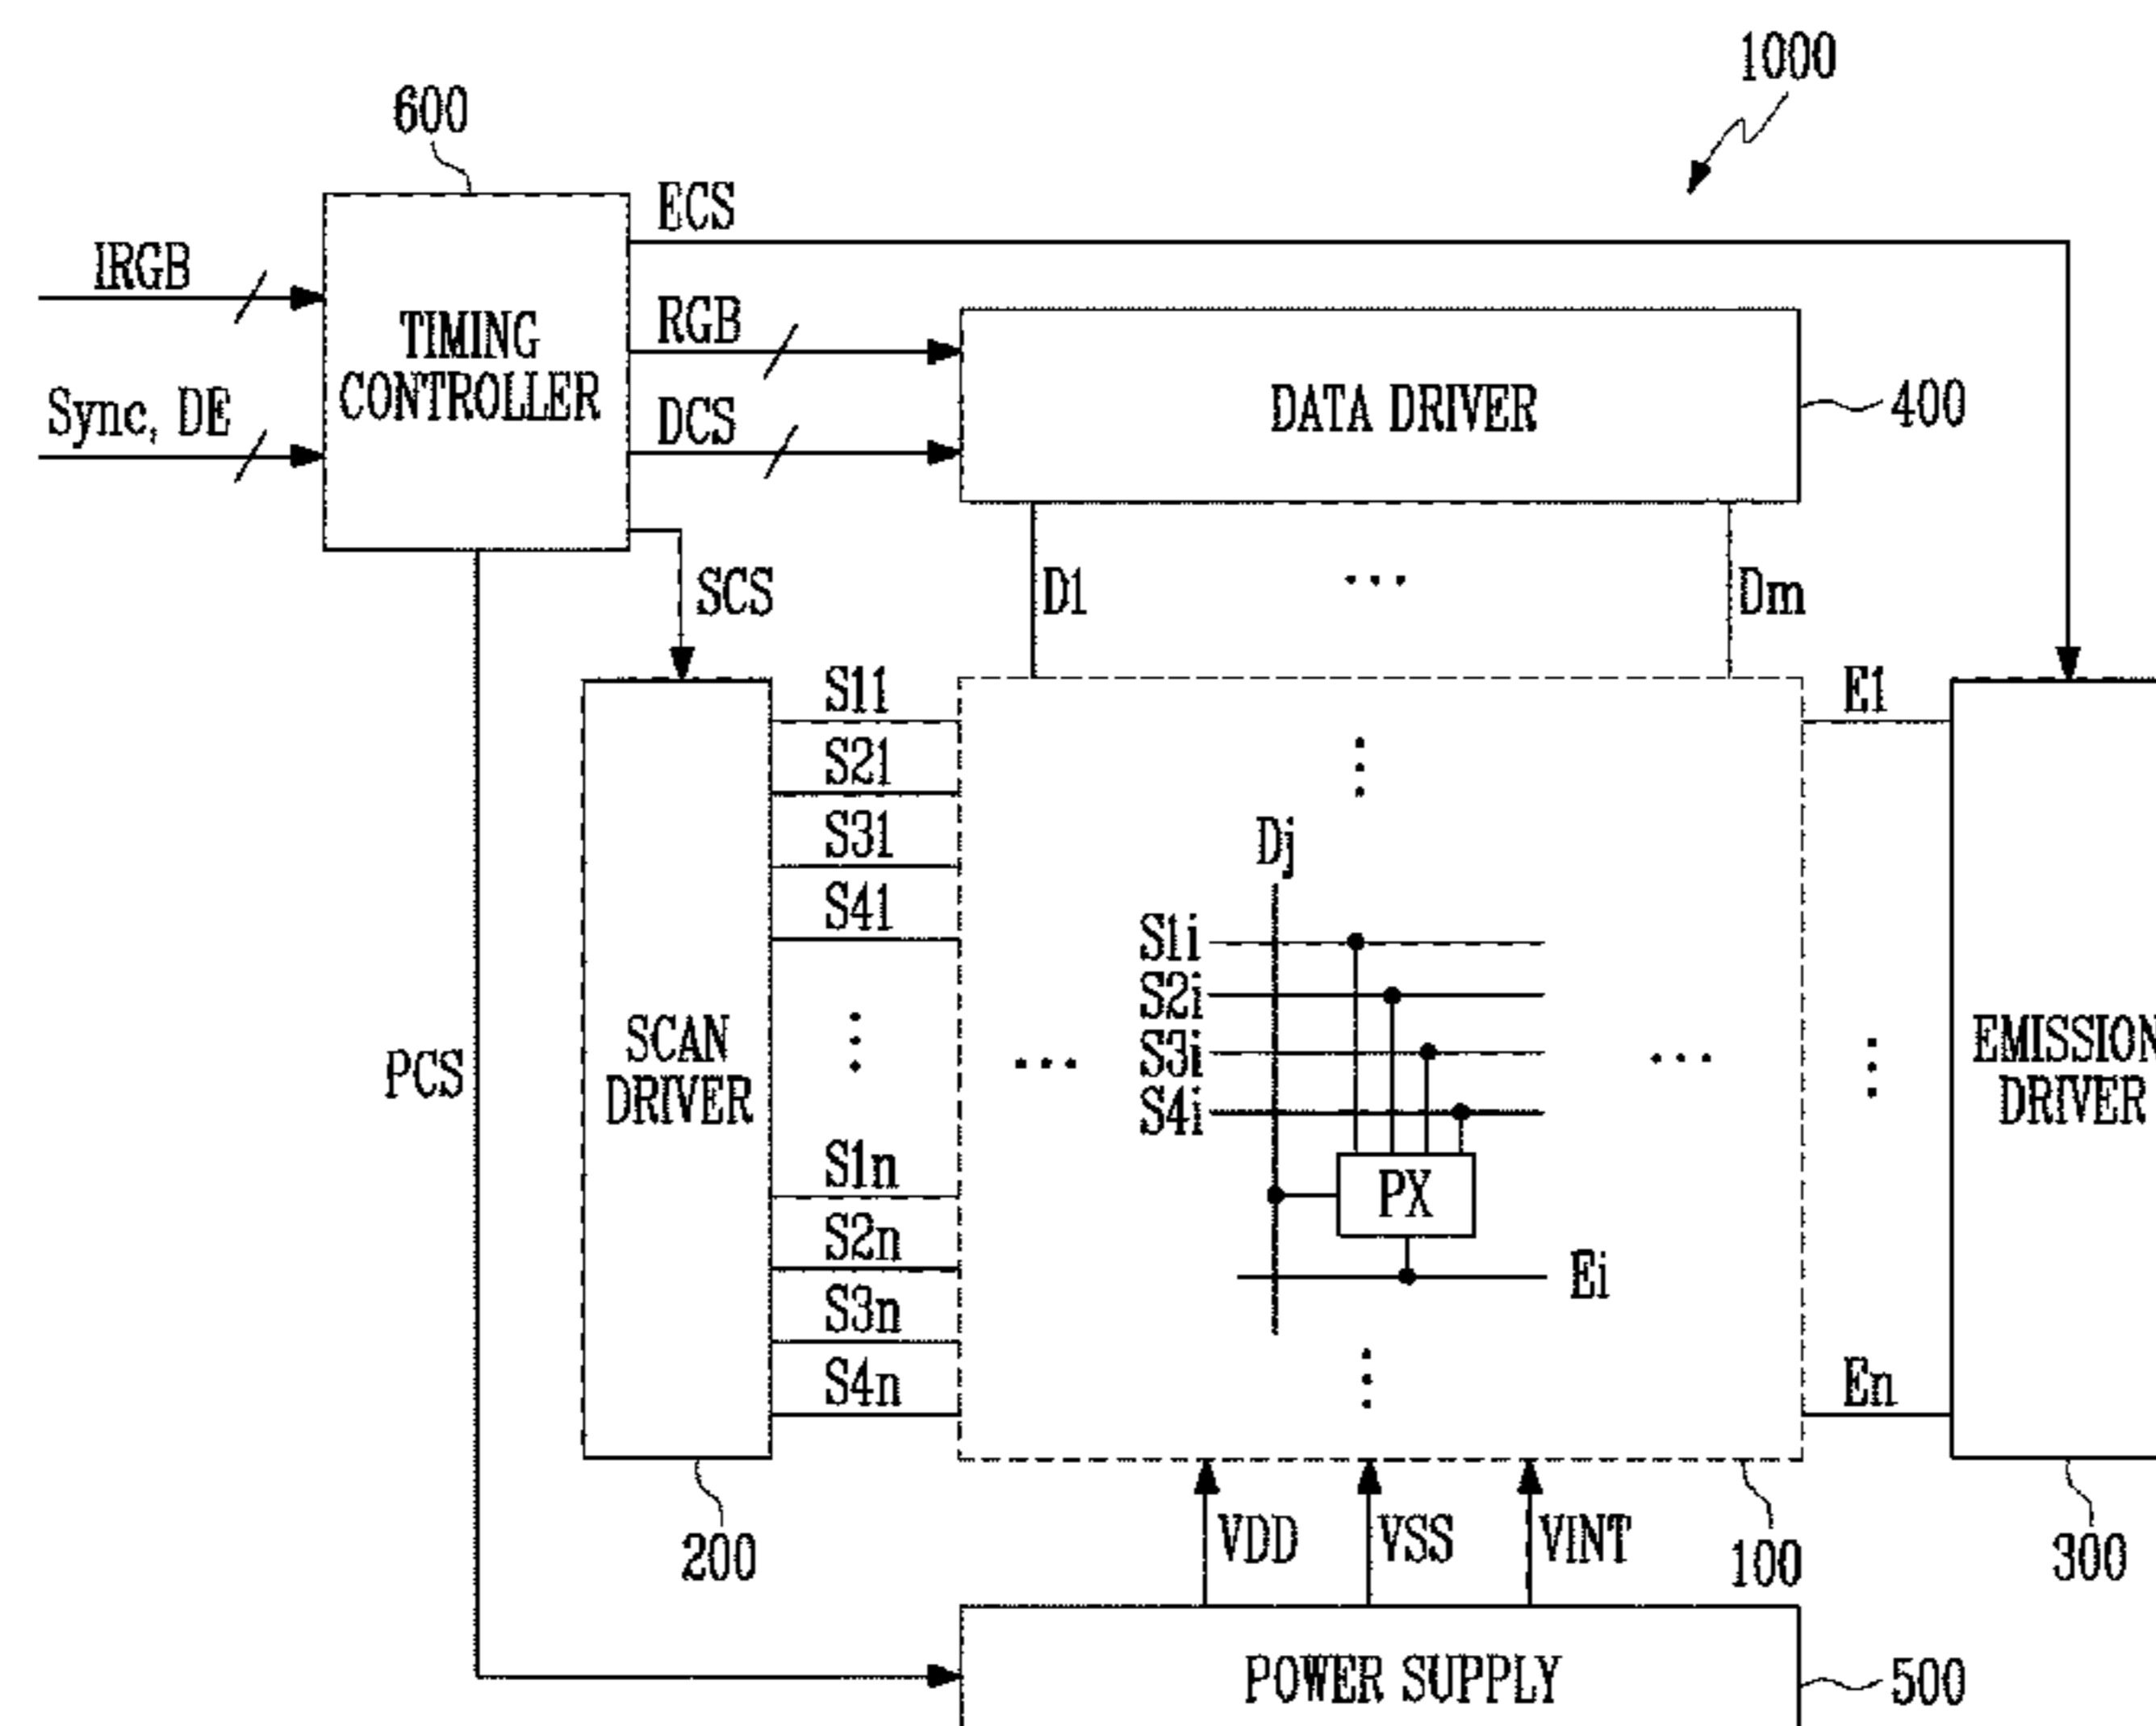 1000
600
ECS
IRGB
RGB
TIMING
CONTROLLER
Sync, DE
DCS
DATA DRIVER
400
SCS
D1
...
Dm
S11
E1
S21
S31
Dj
S41
S1i
S2i
S3i
S4i
SCAN
DRIVER
PCS
...
...
EMISSION
DRIVER
S1n
PX
S2n
Ei
S3n
S4n
En
200
VDD
VSS
VINT
100
300
POWER SUPPLY
500